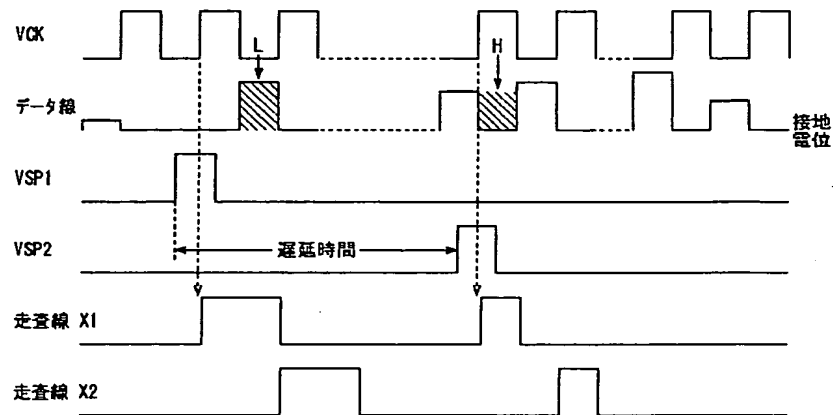 VCK
L
H
データ線
接地
電位
VSP1
VSP2
遅延時間
走査線 X1
走査線 X2